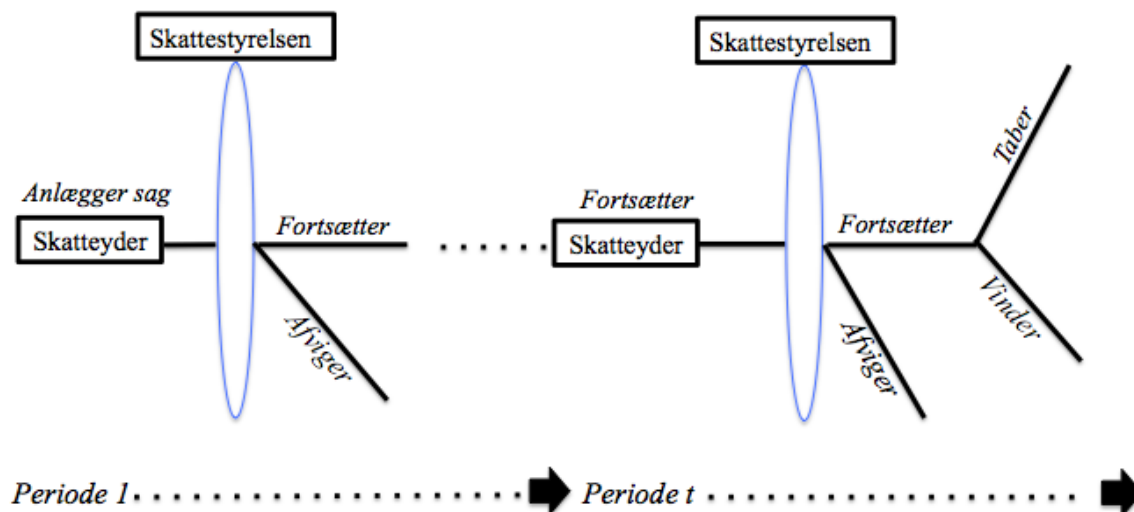 Skattestyrelsen
Anlægger sag
Skatteyder
Fortsætter
Afviger
Skattestyrelsen
Fortsætter
Skatteyder
Fortsætter
Afviger
Taber
Vinder
Periode 1
Periode t